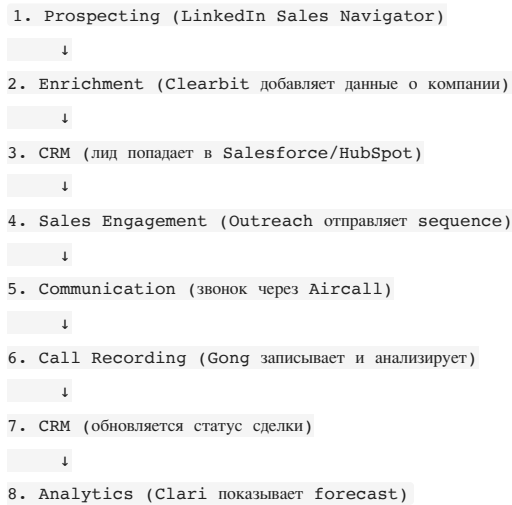 1. Prospecting (LinkedIn Sales Navigator)
↓
2. Enrichment (Clearbit добавляет данные о компании)
↓
3. CRM (лид попадает в Salesforce/HubSpot)
↓
4. Sales Engagement (Outreach отправляет sequence)
↓
5. Communication (звонок через Aircall)
↓
6. Call Recording (Gong записывает и анализирует)
↓
7. CRM (обновляется статус сделки)
↓
8. Analytics (Clari показывает forecast)